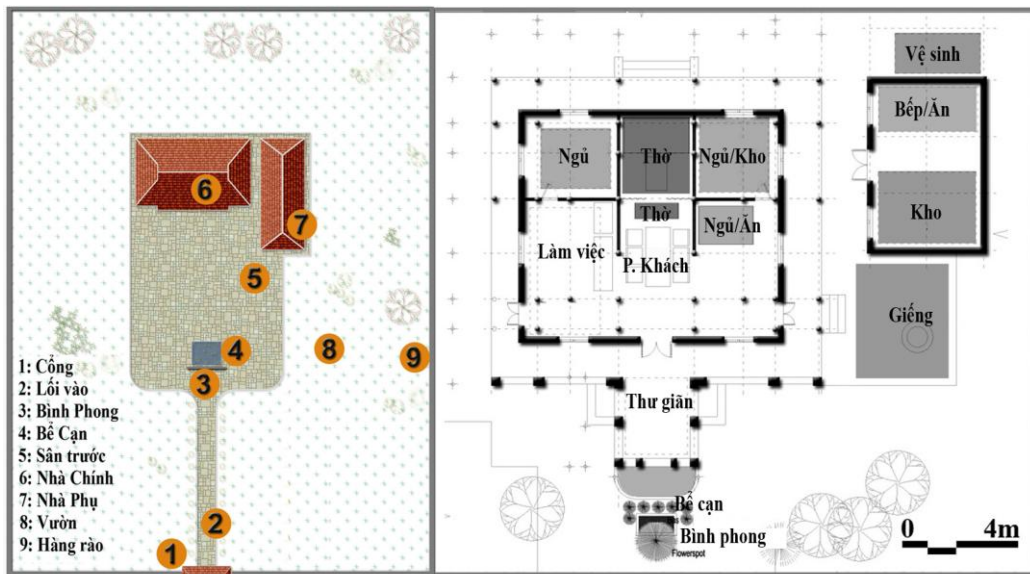 6
7
5
4
3
8
9
2
1
1: Cổng
2: Lối vào
3: Bình Phong
4: Bể Cạn
5: Sân trước
6: Nhà Chính
7: Nhà Phụ
8: Vườn
9: Hàng rào
Vệ sinh
Bếp/Ăn
Ngủ
Thờ
Ngủ/Kho
Kho
Thờ
Ngủ/Ăn
Làm việc
P. Khách
Giếng
Thư giãn
Bể cạn
Bình phong
Flowerspot
0 4m